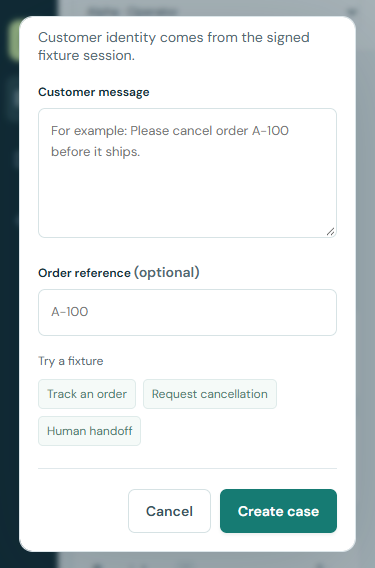 Customer identity comes from the signed
fixture session.
Customer message
For example: Please cancel order A-100
before it ships.
Order reference (optional)
A-100
Try a fixture
Track an order
Request cancellation
Human handoff
Cancel
Create case